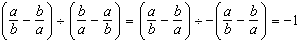 (a/b − b/a) ÷ (b/a − a/b) = (a/b − b/a) ÷ −(a/b − b/a) = −1